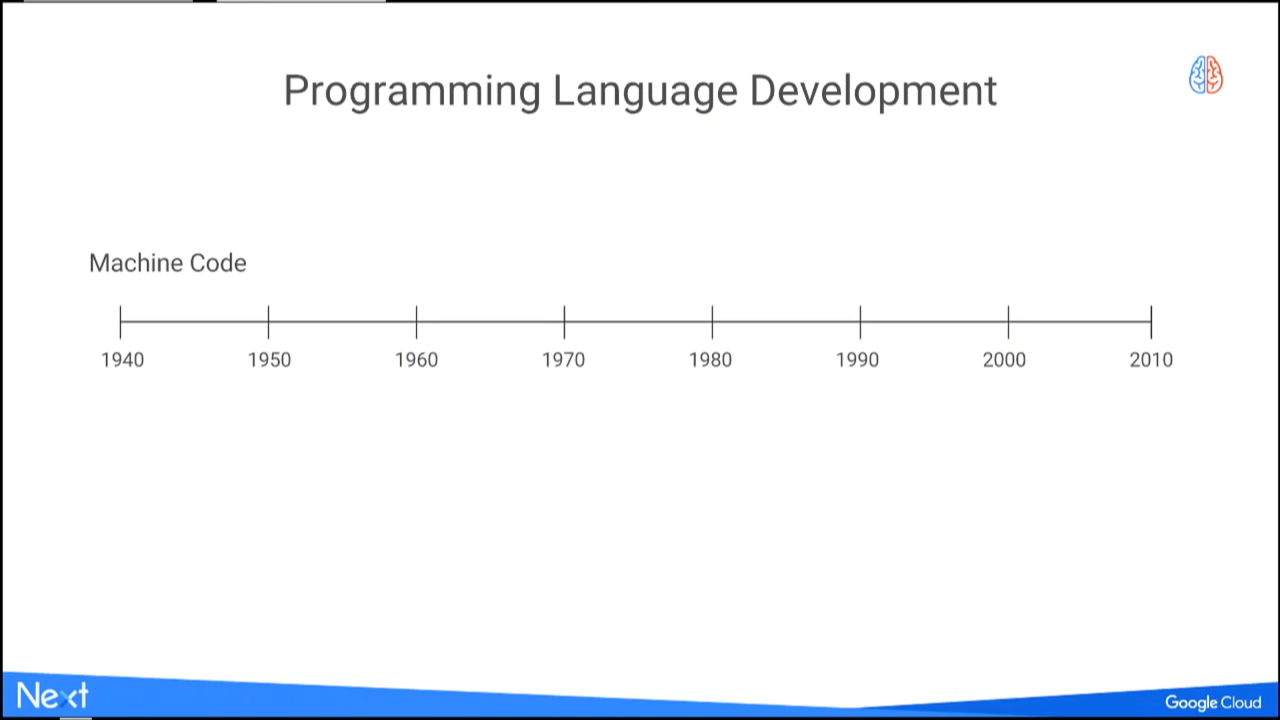 Programming Language Development
Machine Code
1940 1950 1960 1970 1980 1990 2000 2010
Next
Google Cloud